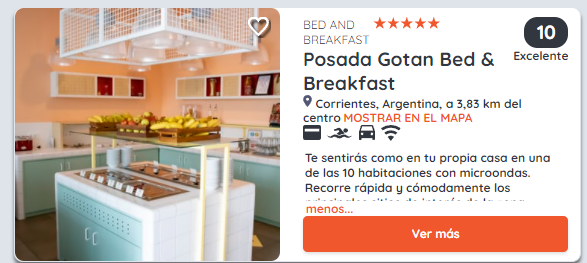 BED AND
BREAKFAST
10
Excelente
Posada Gotan Bed &
Breakfast
Corrientes, Argentina, a 3,83 km del
centro MOSTRAR EN EL MAPA
Te sentirás como en tu propia casa en una
de las 10 habitaciones con microondas.
Recorre rápida y cómodamente los
menos...
Ver más